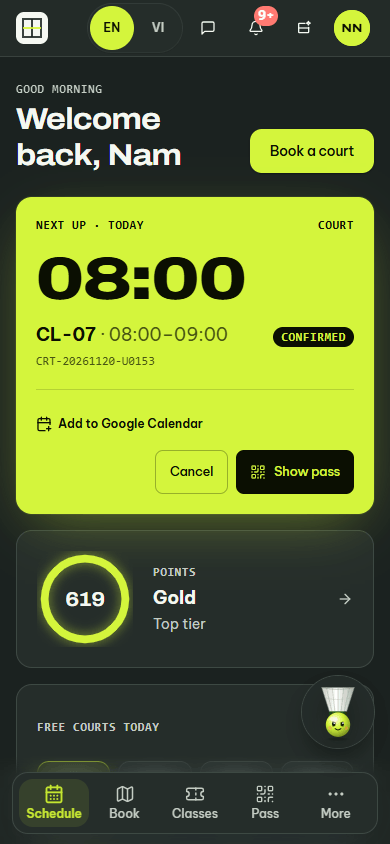 EN
VI
9+
NN
GOOD MORNING
Welcome
back, Nam
Book a court
NEXT UP · TODAY
COURT
08:00
CL-07 · 08:00–09:00
CONFIRMED
CRT-20261120-U0153
Add to Google Calendar
Cancel
Show pass
POINTS
619
Gold
Top tier
FREE COURTS TODAY
Schedule
Book
Classes
Pass
More